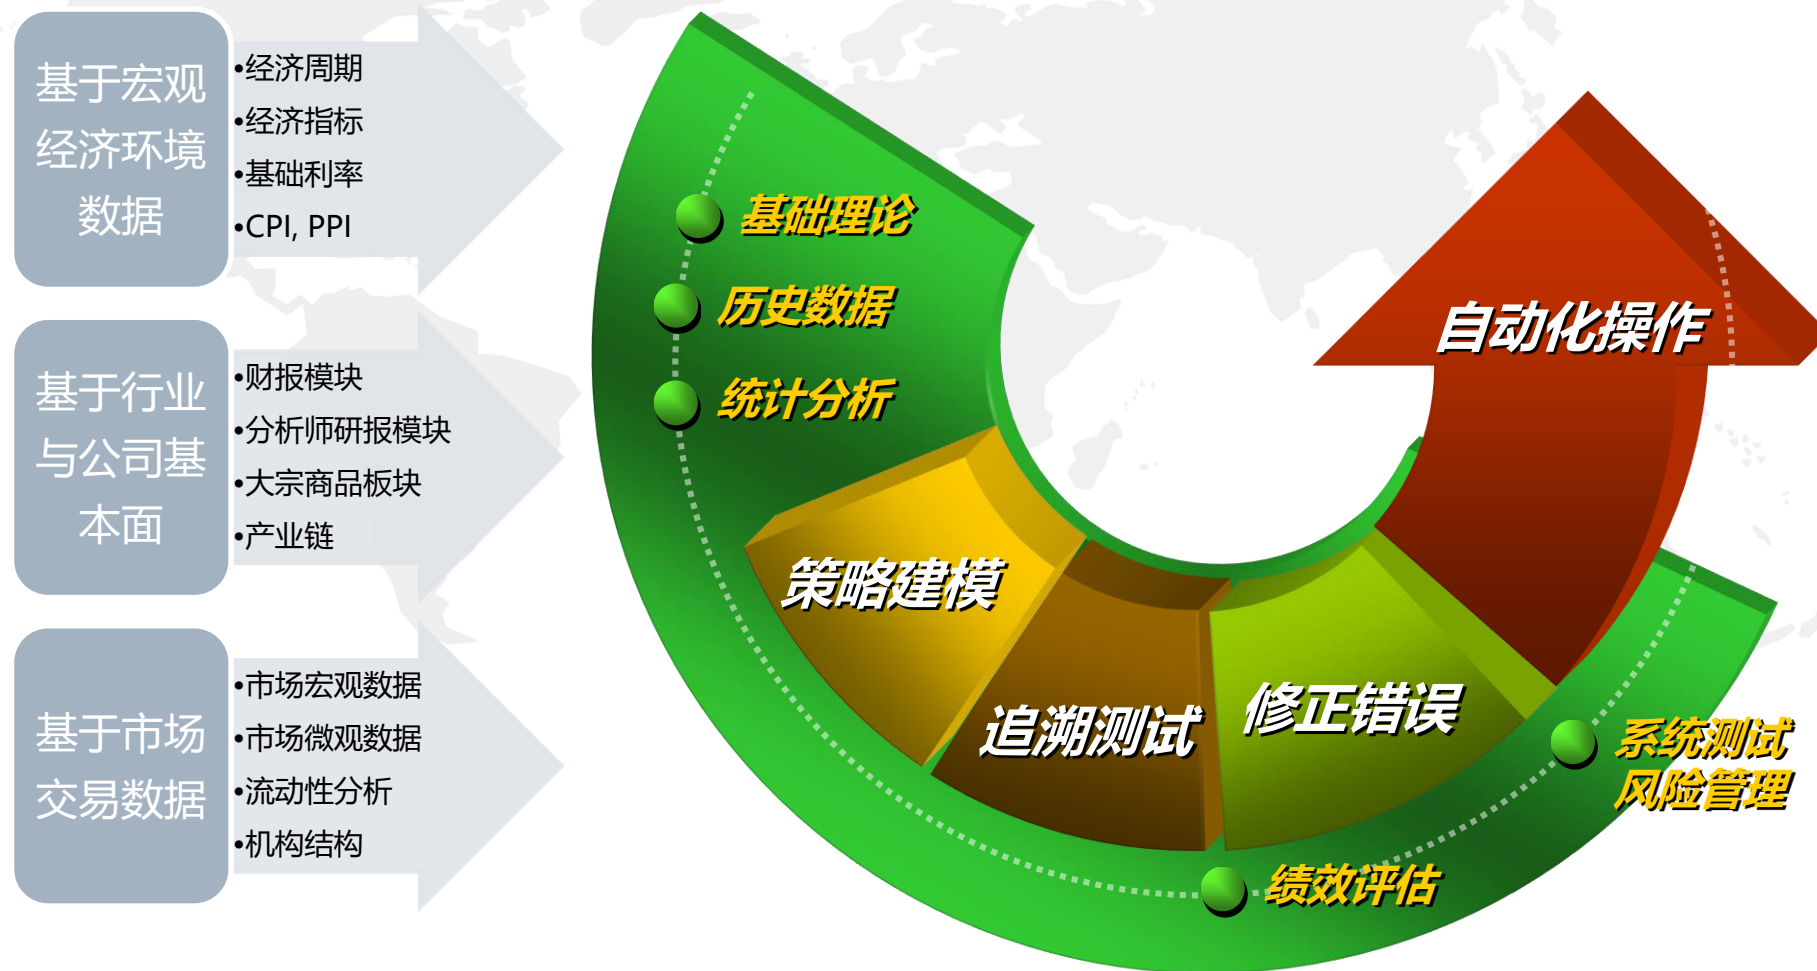 基于宏观
经济环境
数据
•经济周期
•经济指标
•基础利率
•CPI, PPI
基于行业
与公司基
本面
•财报模块
•分析师研报模块
•大宗商品板块
•产业链
基于市场
交易数据
•市场宏观数据
•市场微观数据
•流动性分析
•机构结构
基础理论
历史数据
统计分析
策略建模
追溯测试
修正错误
自动化操作
系统测试
风险管理
绩效评估